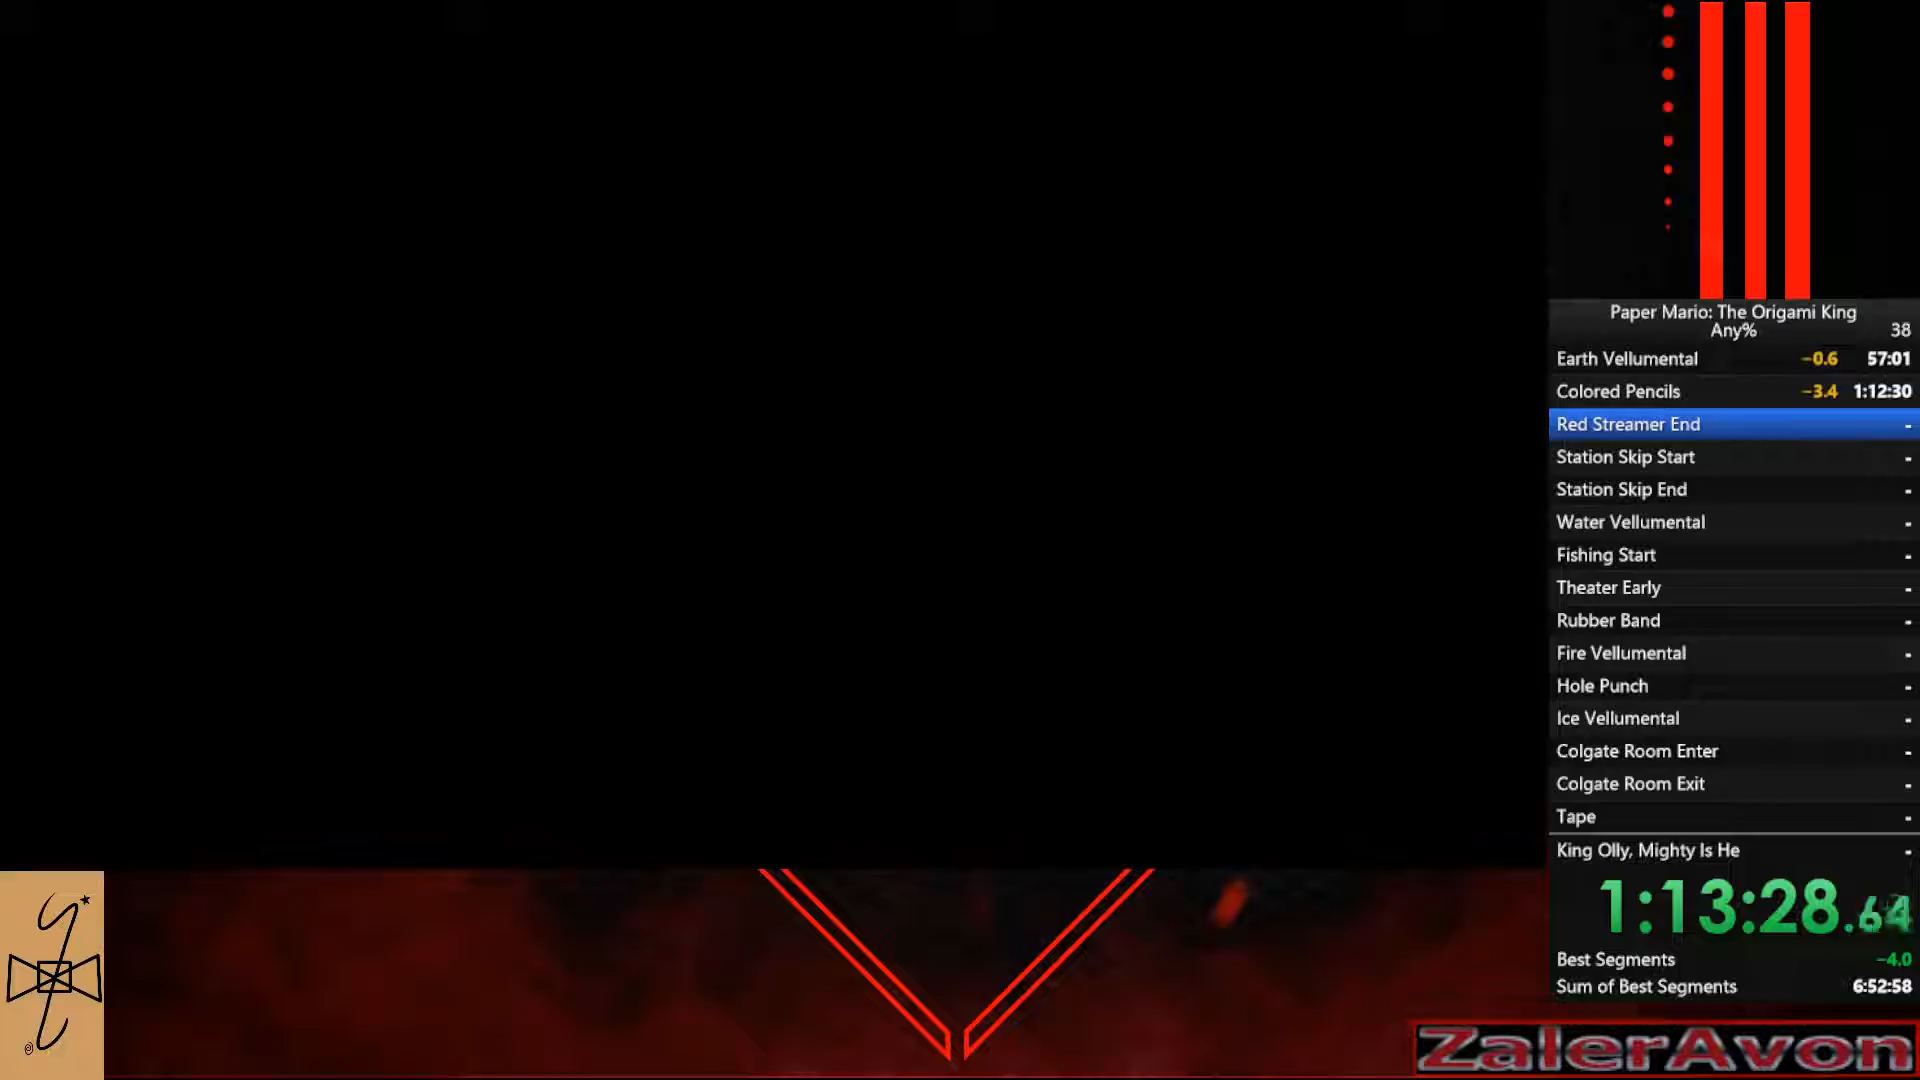 Paper Mario: The Origami King
Any% 38
Earth Vellumental −0.6 57:01
Colored Pencils −3.4 1:12:30
Red Streamer End -
Station Skip Start -
Station Skip End -
Water Vellumental -
Fishing Start -
Theater Early -
Rubber Band -
Fire Vellumental -
Hole Punch -
Ice Vellumental -
Colgate Room Enter -
Colgate Room Exit -
Tape -
King Olly, Mighty Is He -
1:13:28.64
Best Segments −4.0
Sum of Best Segments 6:52:58
ZalerAvon